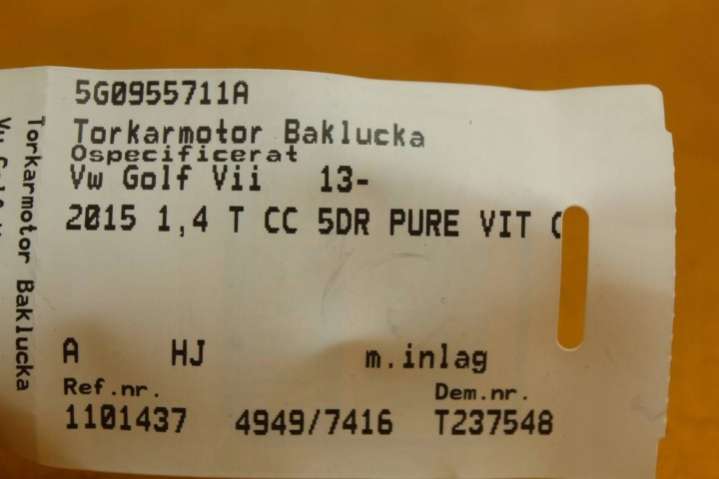 5G0955711A
Torkarmotor Baklucka
Ospecificerat
Vw Golf Vii 13-
2015 1,4 T CC 5DR PURE VIT
A HJ m.inlag
Ref.nr. Dem.nr.
1101437 4949/7416 T237548
Torkarmotor Baklucka